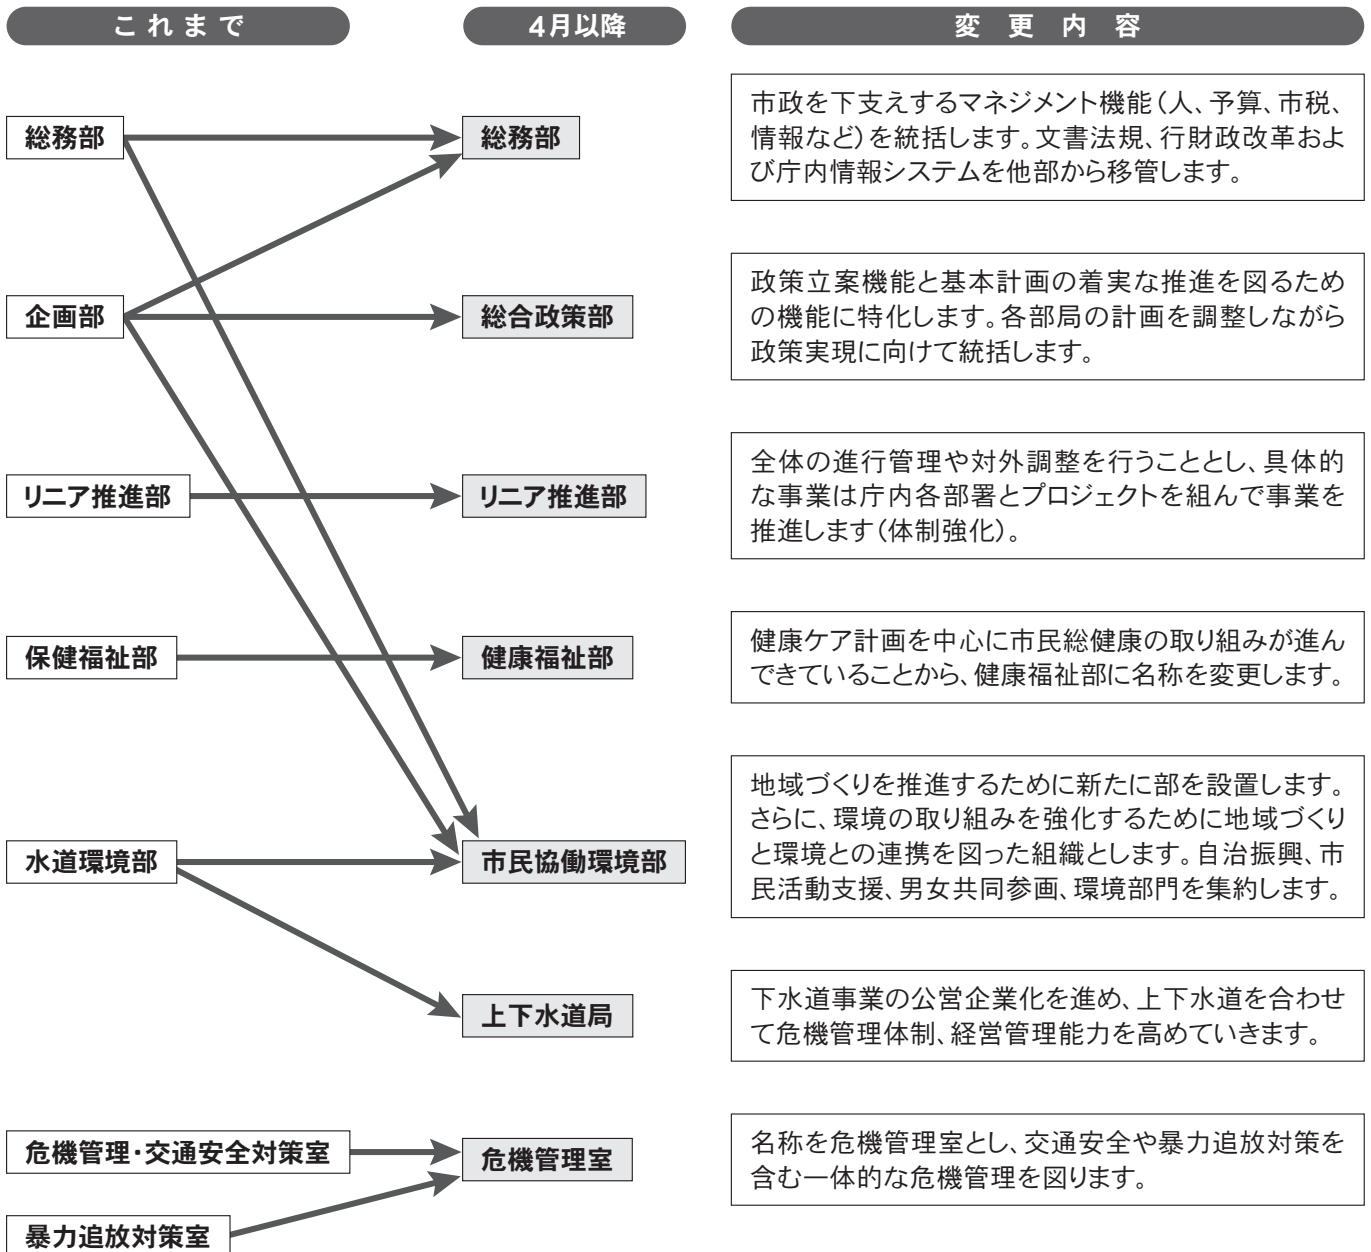 これまで
4月以降
変更内容
総務部
総務部
市政を下支えするマネジメント機能(人、予算、市税、
情報など)を統括します。文書法規、行財政改革およ
び庁内情報システムを他部から移管します。
企画部
総合政策部
政策立案機能と基本計画の着実な推進を図るため
の機能に特化します。各部局の計画を調整しながら
政策実現に向けて統括します。
リニア推進部
リニア推進部
全体の進行管理や対外調整を行うこととし、具体的
な事業は庁内各部署とプロジェクトを組んで事業を
推進します(体制強化)。
保健福祉部
健康福祉部
健康ケア計画を中心に市民総健康の取り組みが進ん
できていることから、健康福祉部に名称を変更します。
水道環境部
市民協働環境部
地域づくりを推進するために新たに部を設置します。
さらに、環境の取り組みを強化するために地域づくり
と環境との連携を図った組織とします。自治振興、市
民活動支援、男女共同参画、環境部門を集約します。
上下水道局
下水道事業の公営企業化を進め、上下水道を合わせ
て危機管理体制、経営管理能力を高めていきます。
危機管理・交通安全対策室
危機管理室
名称を危機管理室とし、交通安全や暴力追放対策を
含む一体的な危機管理を図ります。
暴力追放対策室